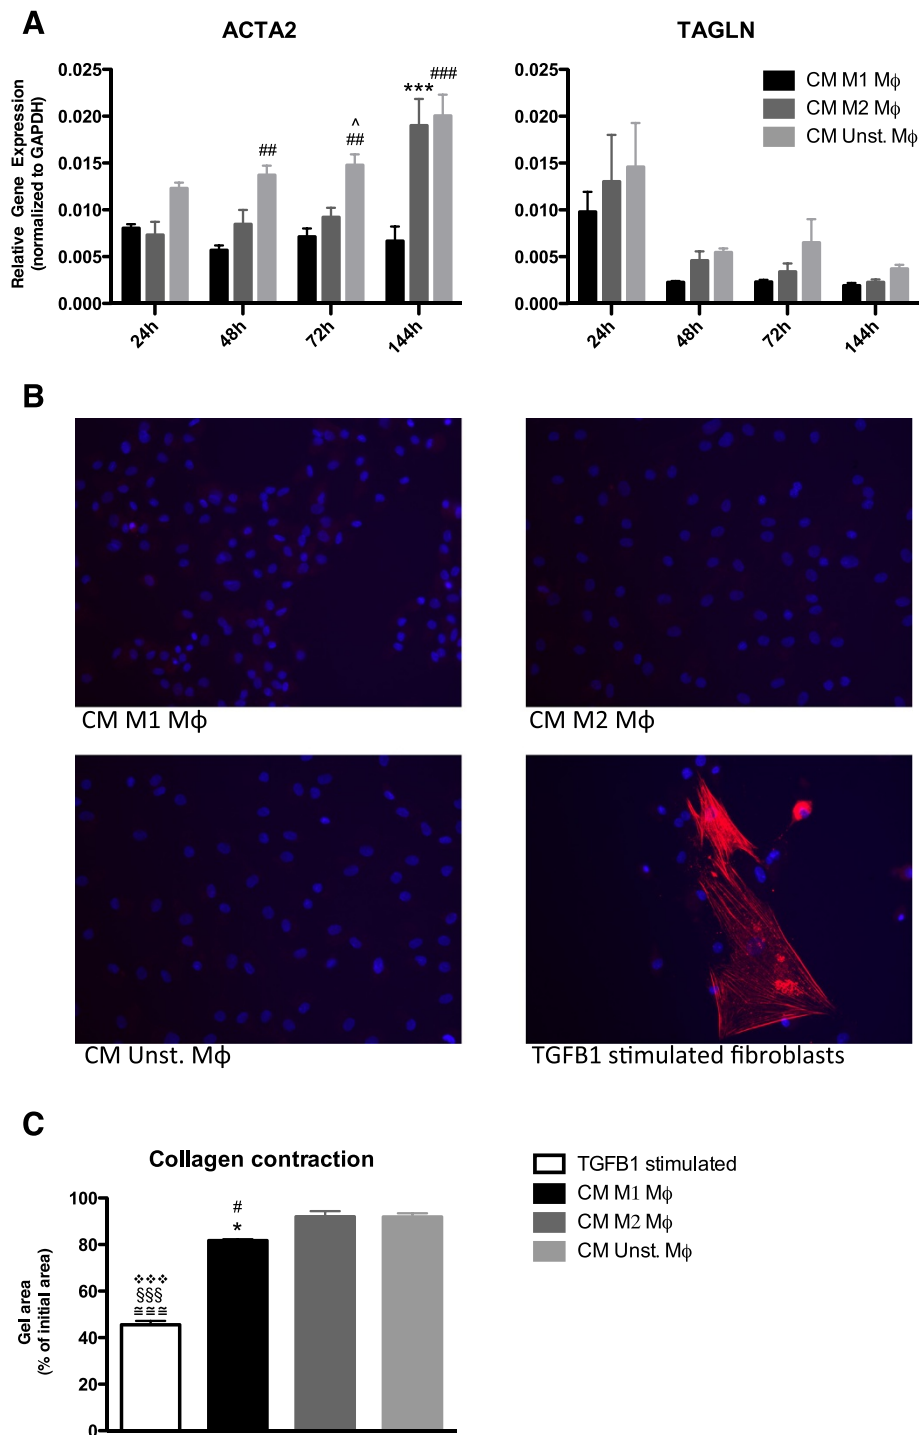 A
ACTA2
Relative Gene Expression
(normalized to GAPDH)
0.025
0.020
0.015
0.010
0.005
0.000
##
^
##
***
###
24h
48h
72h
144h
TAGLN
0.025
0.020
0.015
0.010
0.005
0.000
24h
48h
72h
144h
CM M1 Mϕ
CM M2 Mϕ
CM Unst. Mϕ
B
CM M1 Mϕ
CM M2 Mϕ
CM Unst. Mϕ
TGFB1 stimulated fibroblasts
C
Collagen contraction
Gel area
(% of initial area)
100
80
60
40
20
0
❖❖❖
§§§
≅≅≅
#
*
TGFB1 stimulated
CM M1 Mϕ
CM M2 Mϕ
CM Unst. Mϕ